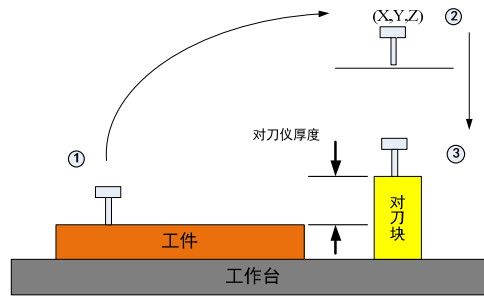 (X,Y,Z) ②
对刀仪厚度
① ③
对刀块
工件
工作台